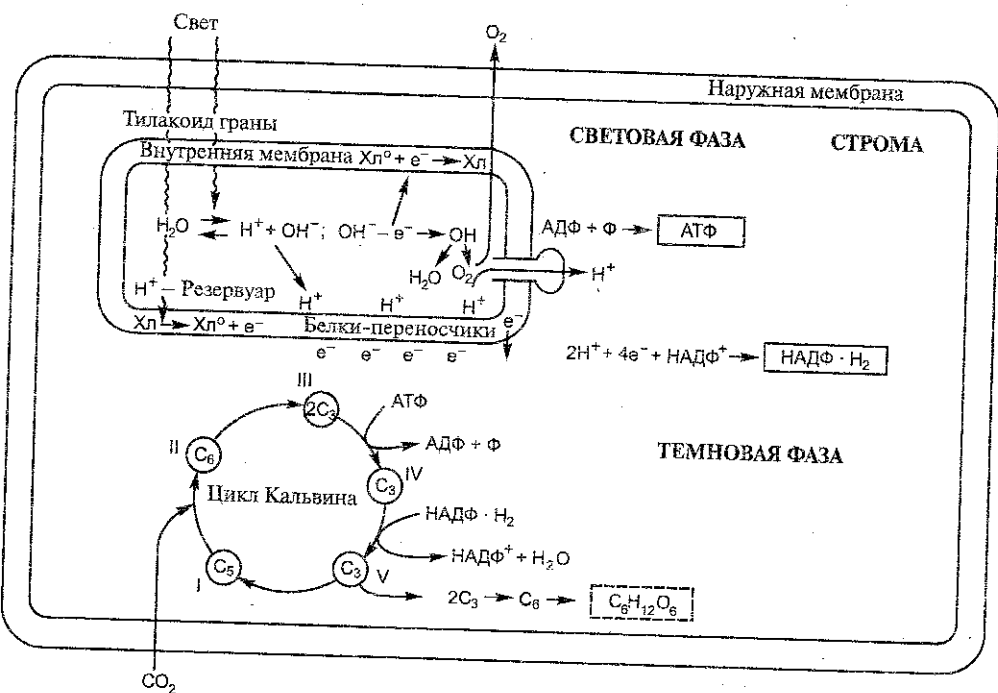 Свет
O₂
Наружная мембрана
Тилакоид граны
СВЕТОВАЯ ФАЗА
СТРОМА
Внутренняя мембрана Хл° + e⁻ → Хл
H₂O ⇄ H⁺ + OH⁻; OH⁻ – e⁻ → OH
АДФ + Ф → АТФ
H₂O O₂
H⁺
H⁺ – Резервуар
H⁺ H⁺ H⁺
Хл → Хл° + e⁻
Белки-переносчики e⁻
e⁻ e⁻ e⁻ e⁻
2H⁺ + 4e⁻ + НАДФ⁺ → НАДФ · H₂
III
2C₃
АТФ
II
C₆
АДФ + Ф
ТЕМНОВАЯ ФАЗА
IV
C₃
Цикл Кальвина
НАДФ · H₂
НАДФ⁺ + H₂O
I
C₅
C₃
V
2C₃ → C₆ → C₆H₁₂O₆
CO₂